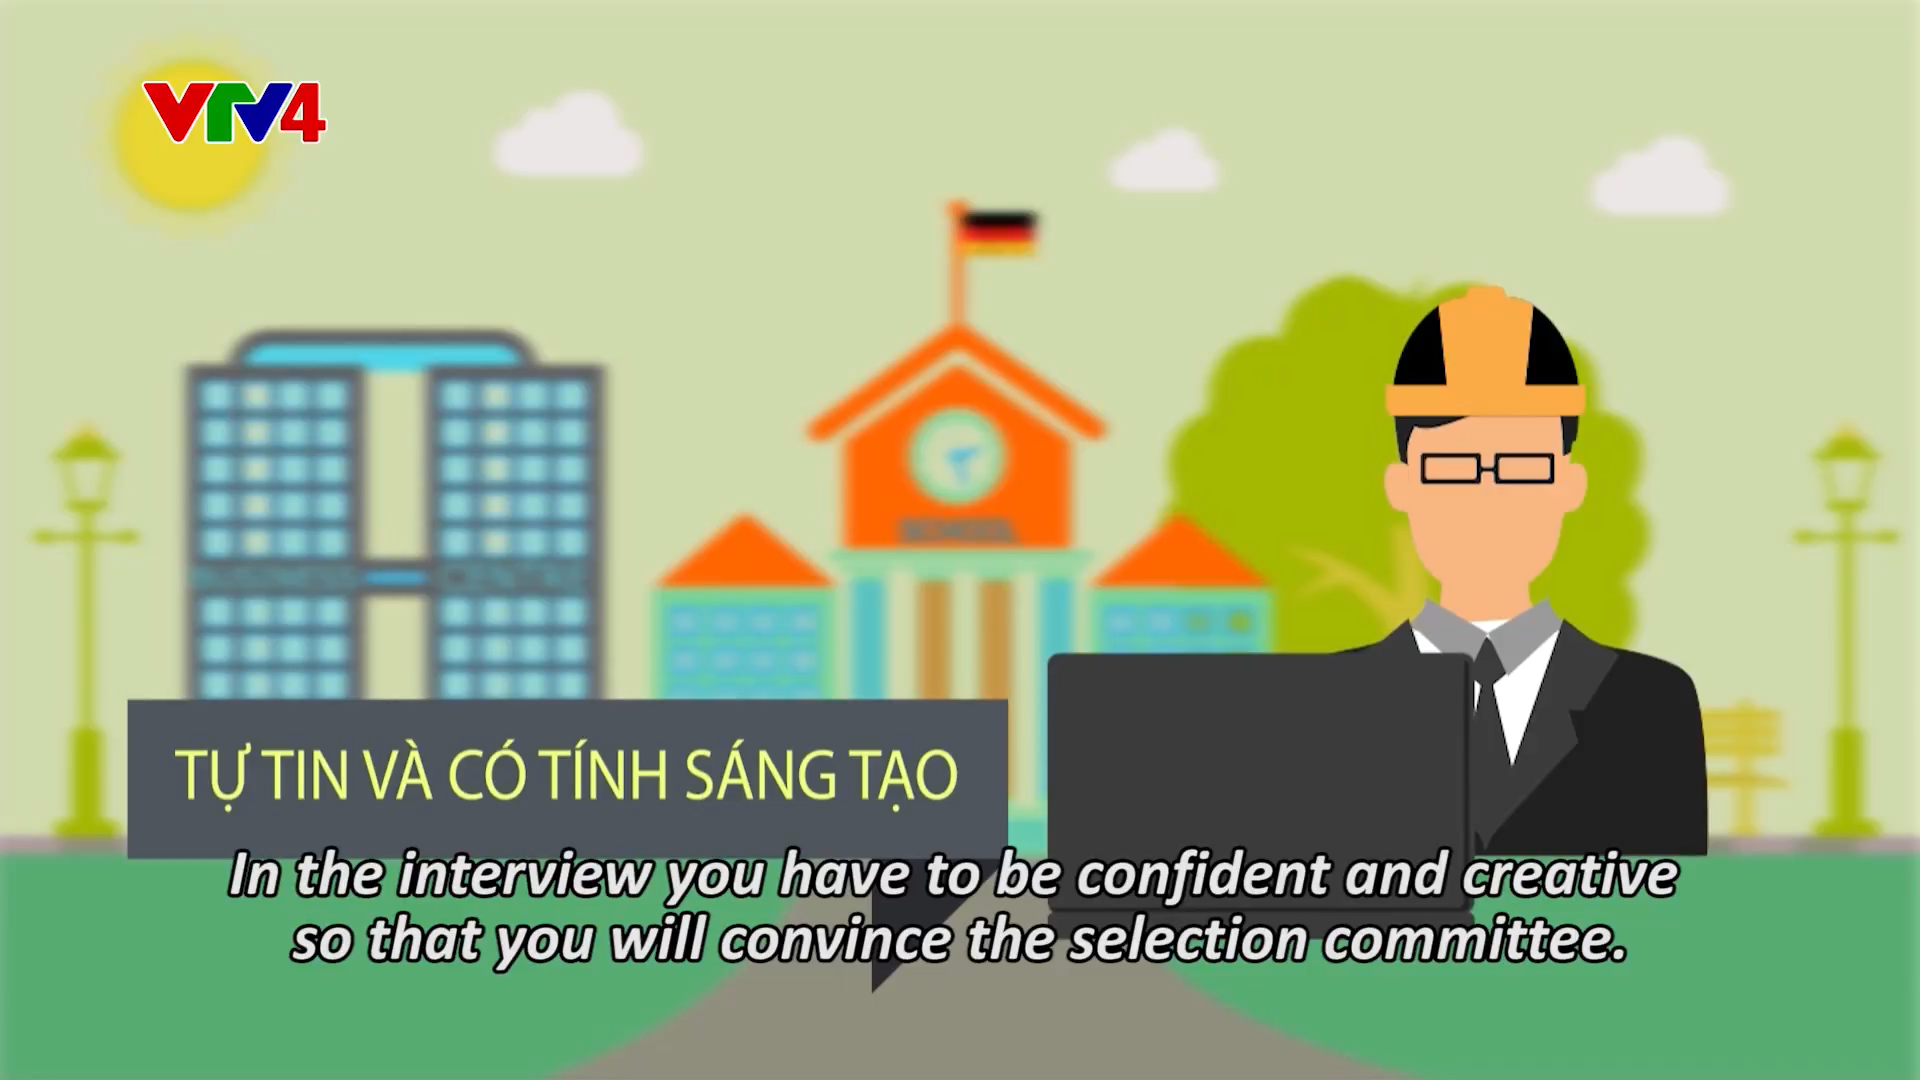 VTV4
SCHOOL
TỰ TIN VÀ CÓ TÍNH SÁNG TẠO
In the interview you have to be confident and creative
so that you will convince the selection committee.